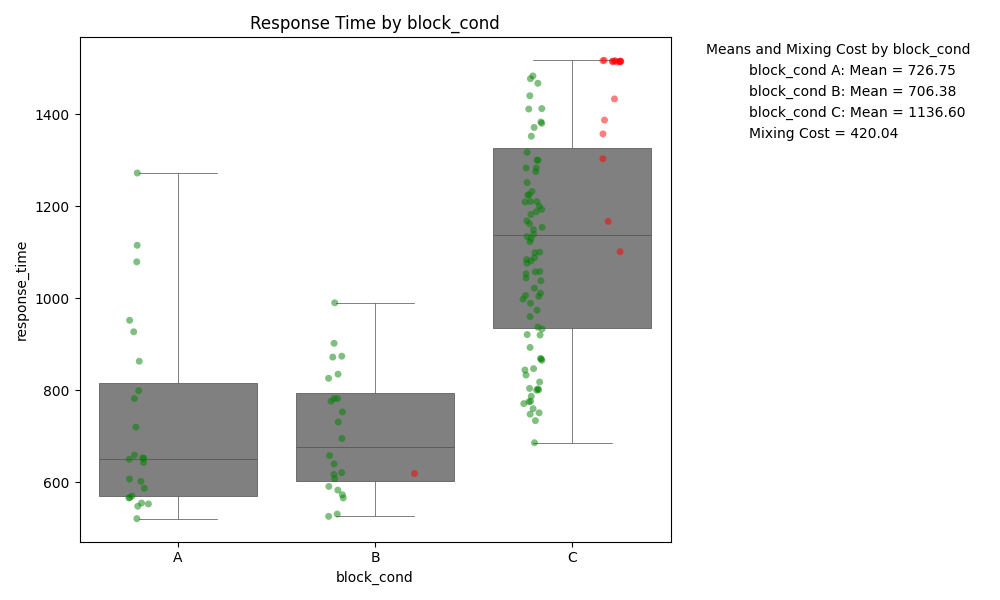 Response Time by block_cond
Means and Mixing Cost by block_cond
block_cond A: Mean = 726.75
block_cond B: Mean = 706.38
block_cond C: Mean = 1136.60
Mixing Cost = 420.04
response_time
1400
1200
1000
800
600
A
B
C
block_cond